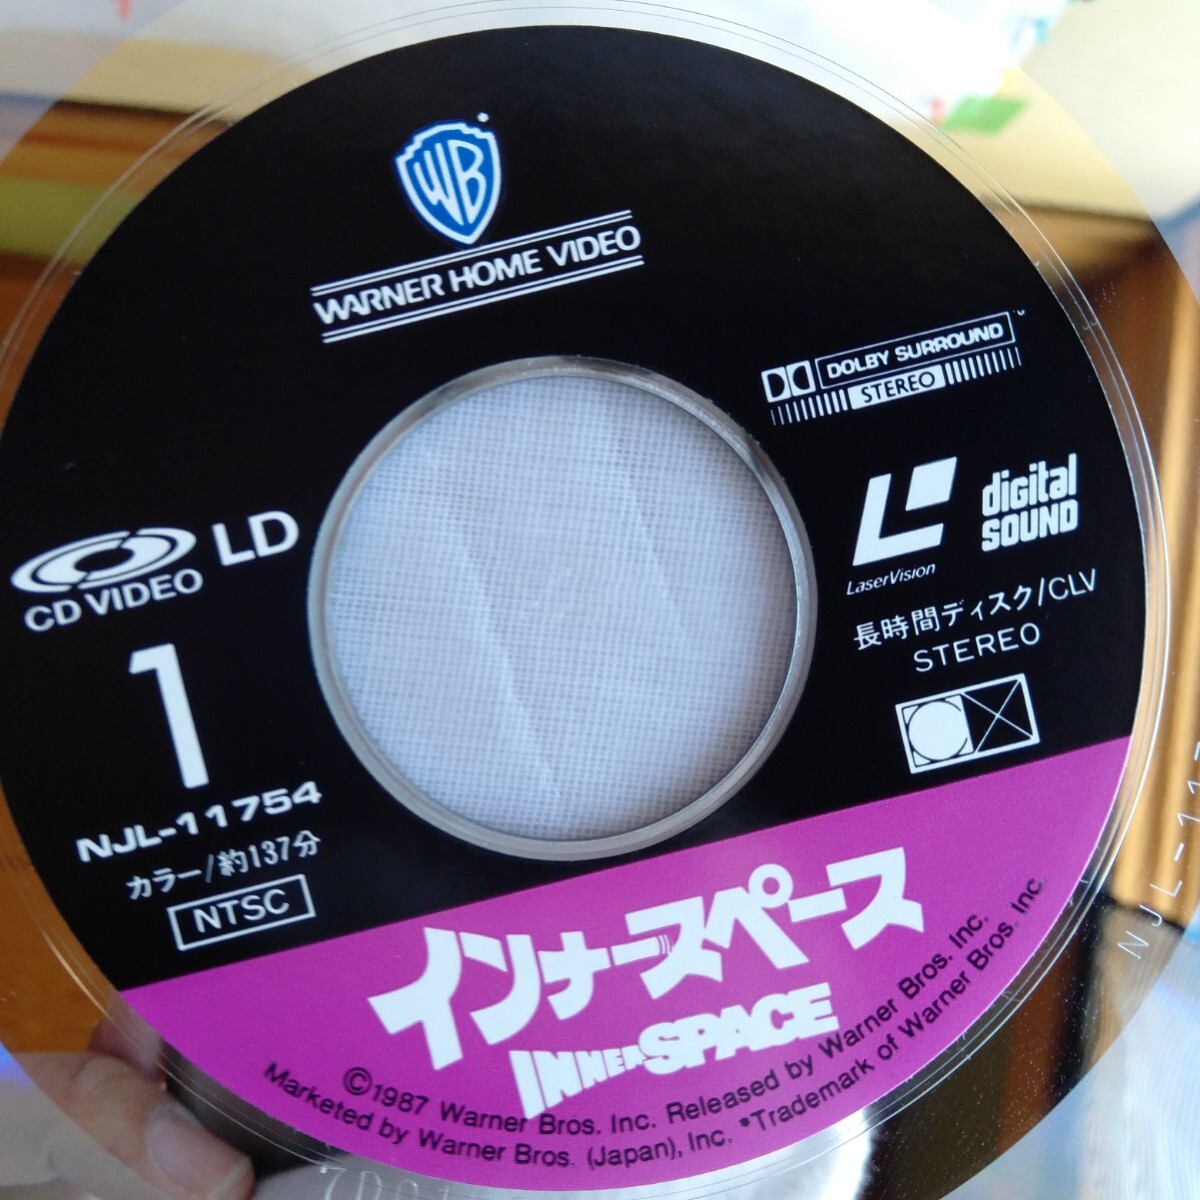 WB
WARNER HOME VIDEO
DOLBY SURROUND
STEREO
CD VIDEO LD
LaserVision
digital
SOUND
長時間ディスク/CLV
STEREO
1
NJL-11754
カラー/約137分
NTSC
インナースペース
INNERSPACE
©1987 Warner Bros. Inc. Released by Warner Bros. Inc.
Marketed by Warner Bros. (Japan), Inc. *Trademark of Warner Bros. Inc.